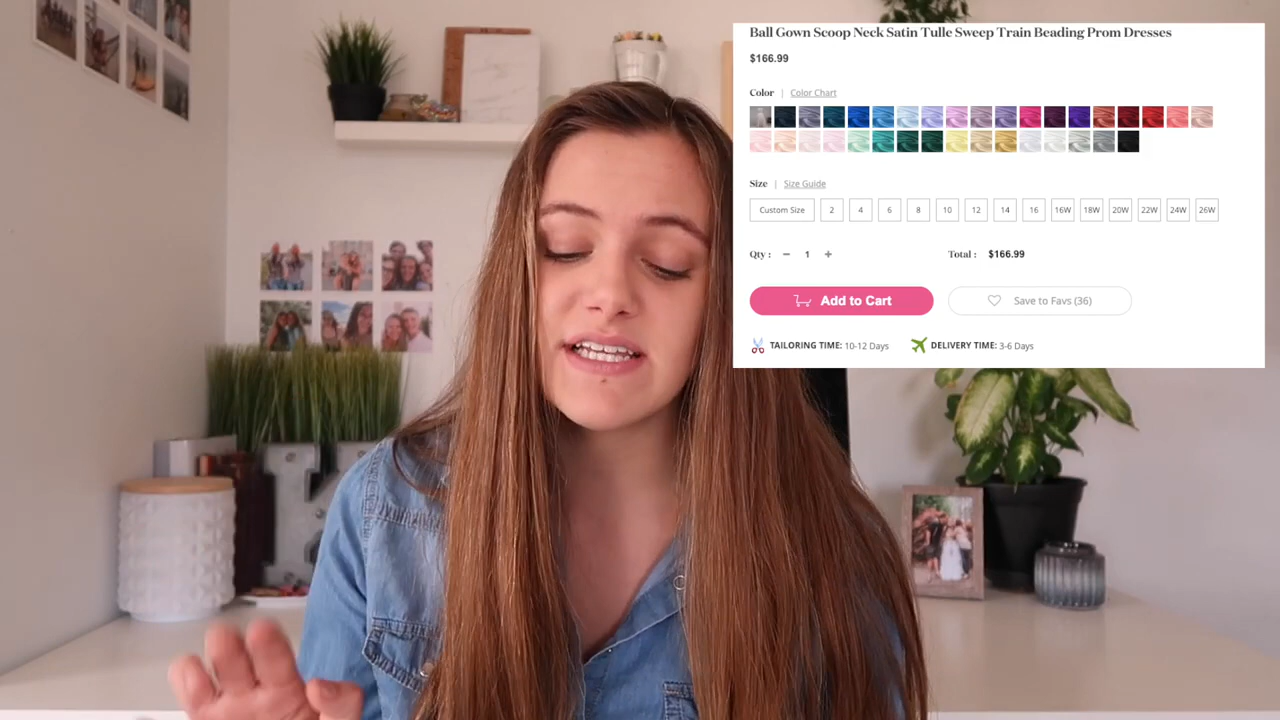 Ball Gown Scoop Neck Satin Tulle Sweep Train Beading Prom Dresses
$166.99
Color | Color Chart
Size | Size Guide
Custom Size 2 4 6 8 10 12 14 16 16W 18W 20W 22W 24W 26W
Qty : − 1 + Total : $166.99
Add to Cart Save to Favs (36)
TAILORING TIME: 10-12 Days DELIVERY TIME: 3-6 Days